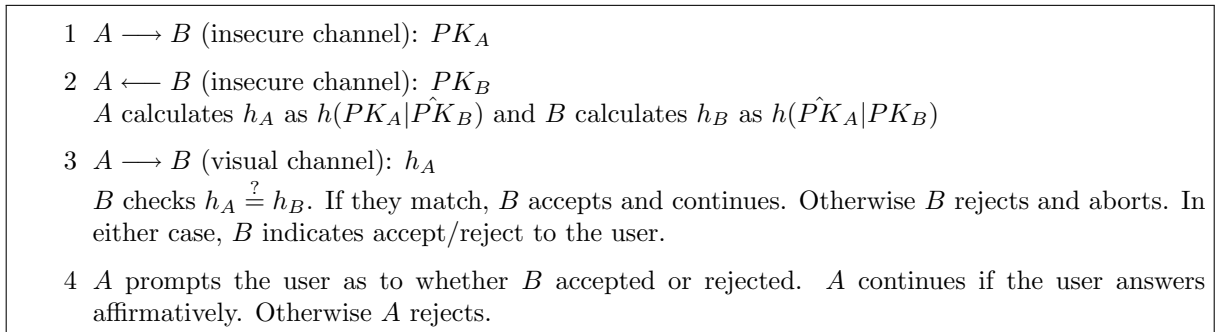 1 A ⟶ B (insecure channel): PK_A
2 A ⟵ B (insecure channel): PK_B
A calculates h_A as h(PK_A|P̂K_B) and B calculates h_B as h(P̂K_A|PK_B)
3 A ⟶ B (visual channel): h_A
B checks h_A ≟ h_B. If they match, B accepts and continues. Otherwise B rejects and aborts. In
either case, B indicates accept/reject to the user.
4 A prompts the user as to whether B accepted or rejected. A continues if the user answers
affirmatively. Otherwise A rejects.